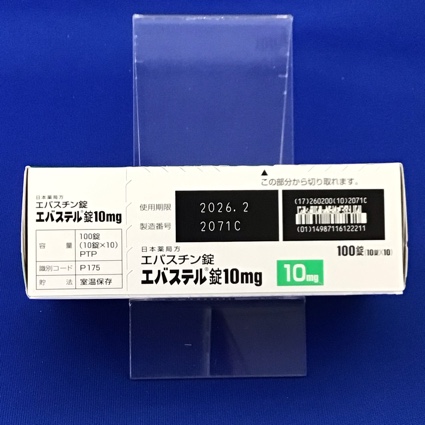 日本薬局方
エバスチン錠
エバステル®錠10mg
容量 100錠 (10錠×10) PTP
識別コード P175
貯法 室温保存
▲
この部分から切り取れます。
使用期限 2026.2
製造番号 2071C
(17)260200(10)2071C
(01)14987116122211
日本薬局方
エバスチン錠
エバステル®錠10mg
10mg
100錠(10錠×10)